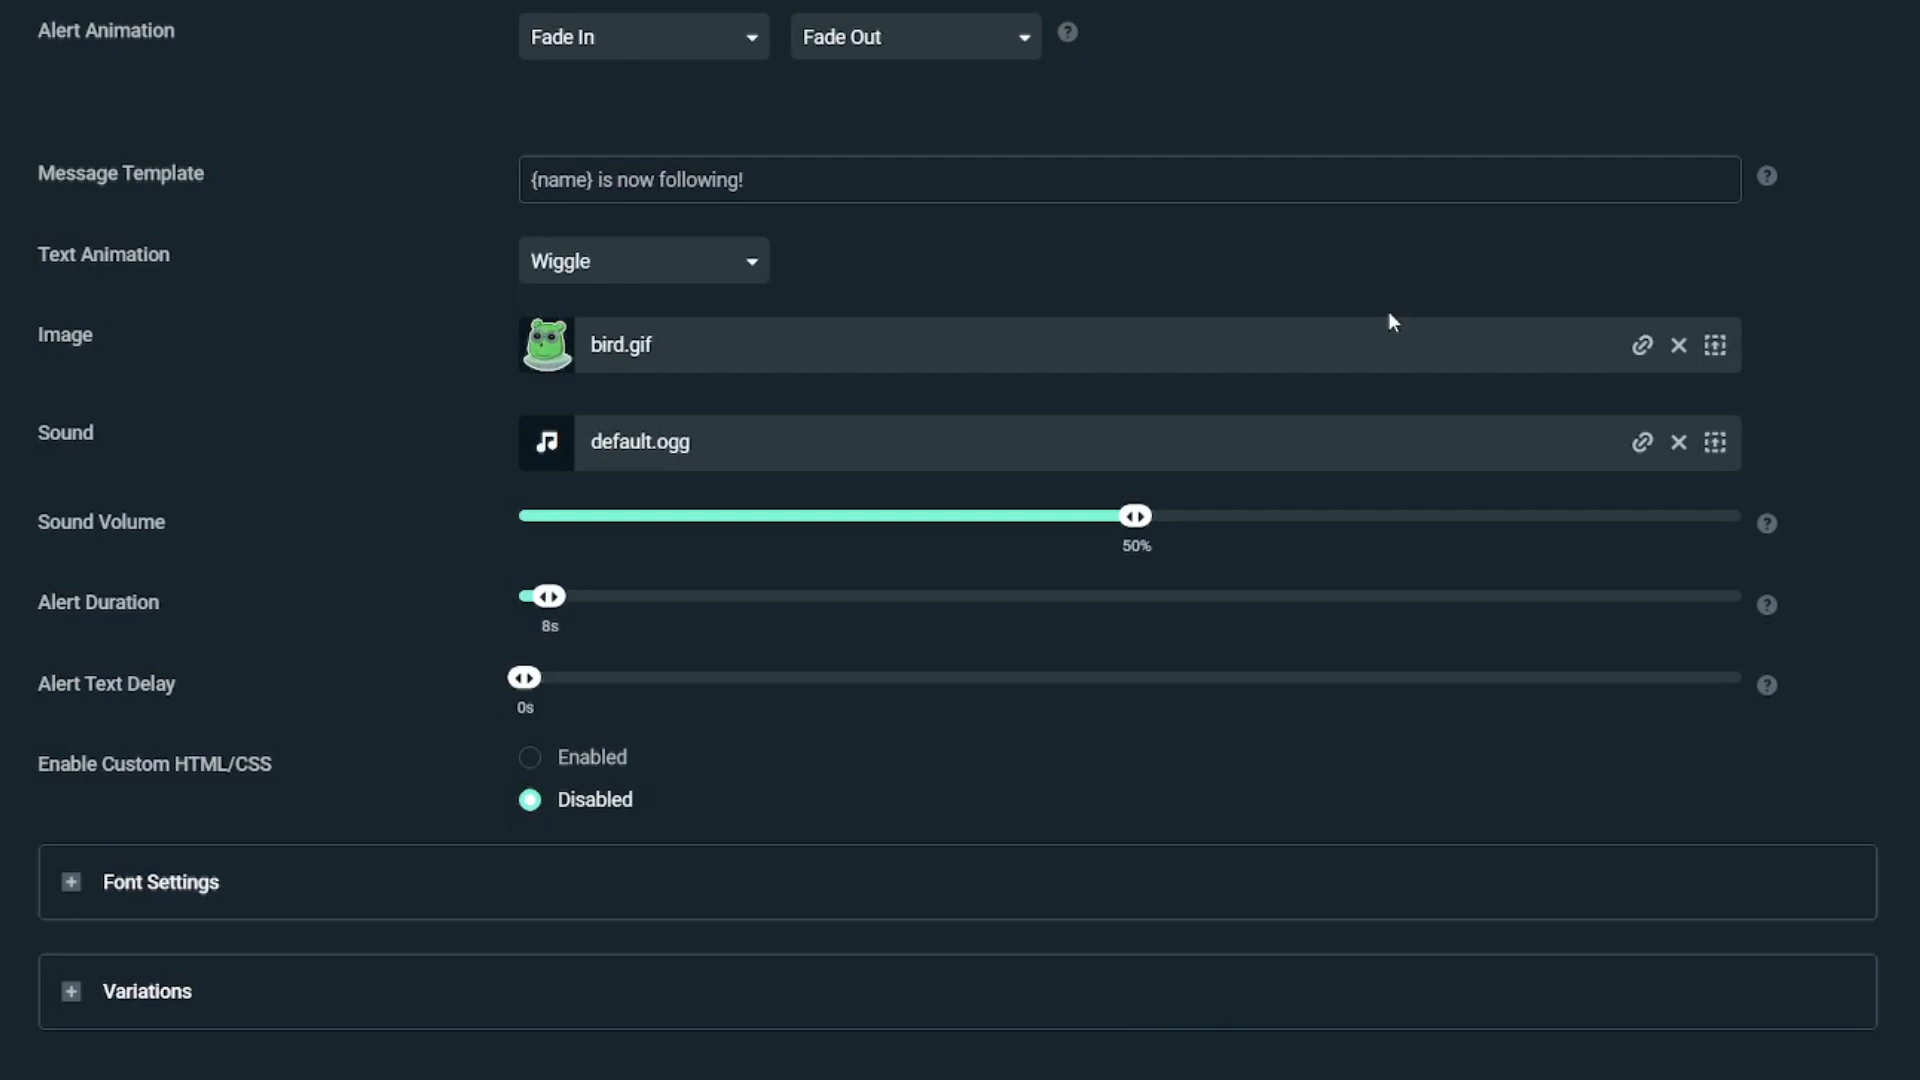 Alert Animation
Fade In
Fade Out
Message Template
{name} is now following!
Text Animation
Wiggle
Image
bird.gif
Sound
default.ogg
Sound Volume
50%
Alert Duration
8s
Alert Text Delay
0s
Enable Custom HTML/CSS
Enabled
Disabled
Font Settings
Variations